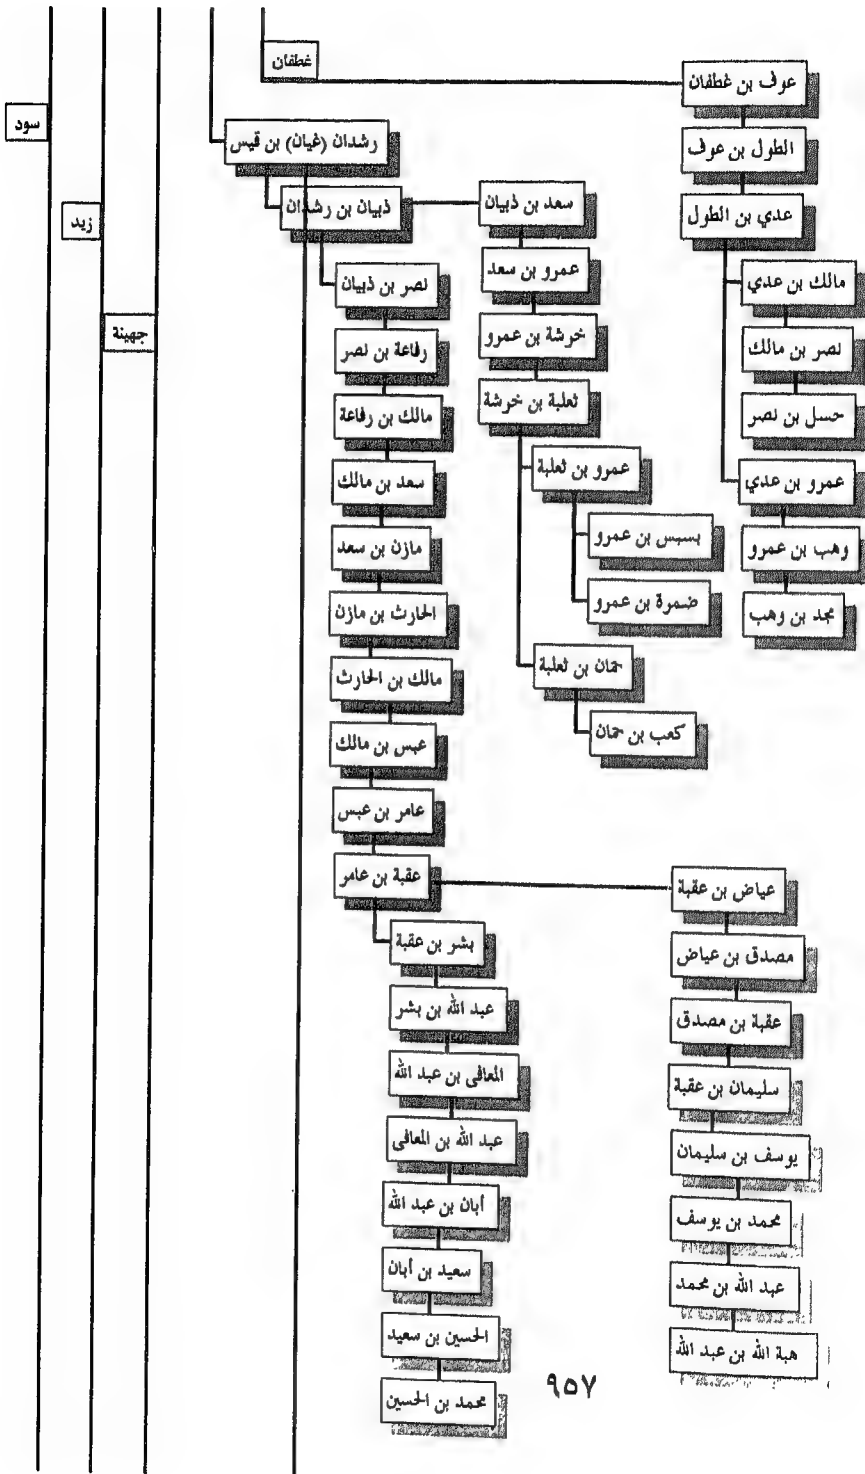 غطفان
عوف بن غطفان
سود
رشدان (غيان) بن قيس
الطول بن عوف
ذبيان بن رشدان
سعد بن ذبيان
عدي بن الطول
زيد
نصر بن ذبيان
عمرو بن سعد
مالك بن عدي
جهينة
رفاعة بن نصر
خرشة بن عمرو
نصر بن مالك
مالك بن رفاعة
ثعلبة بن خرشة
حسل بن نصر
سعد بن مالك
عمرو بن ثعلبة
عمرو بن عدي
مازن بن سعد
بسبس بن عمرو
وهب بن عمرو
الحارث بن مازن
ضمرة بن عمرو
مجد بن وهب
مالك بن الحارث
حمان بن ثعلبة
عبس بن مالك
كعب بن حمان
عامر بن عبس
عقبة بن عامر
عياض بن عقبة
بشر بن عقبة
مصدق بن عياض
عبد الله بن بشر
عقبة بن مصدق
المعافى بن عبد الله
سليمان بن عقبة
عبد الله بن المعافى
يوسف بن سليمان
أبان بن عبد الله
محمد بن يوسف
سعيد بن أبان
عبد الله بن محمد
الحسين بن سعيد
هبة الله بن عبد الله
محمد بن الحسين
٩٥٧